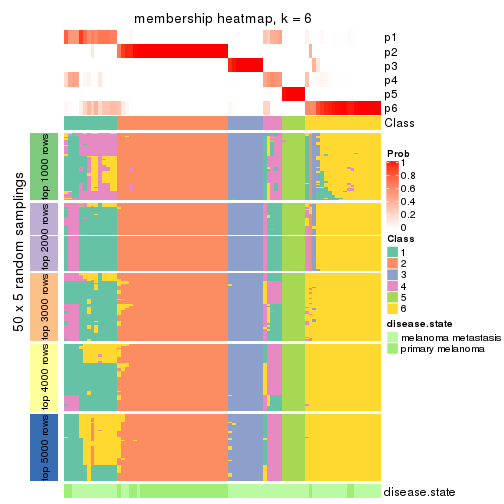 membership heatmap, k = 6
p1
p2
p3
p4
p5
p6
Class
50 x 5 random samplings
top 1000 rows
top 2000 rows
top 3000 rows
top 4000 rows
top 5000 rows
Prob
1
0.8
0.6
0.4
0.2
0
Class
1
2
3
4
5
6
disease.state
melanoma metastasis
primary melanoma
disease.state